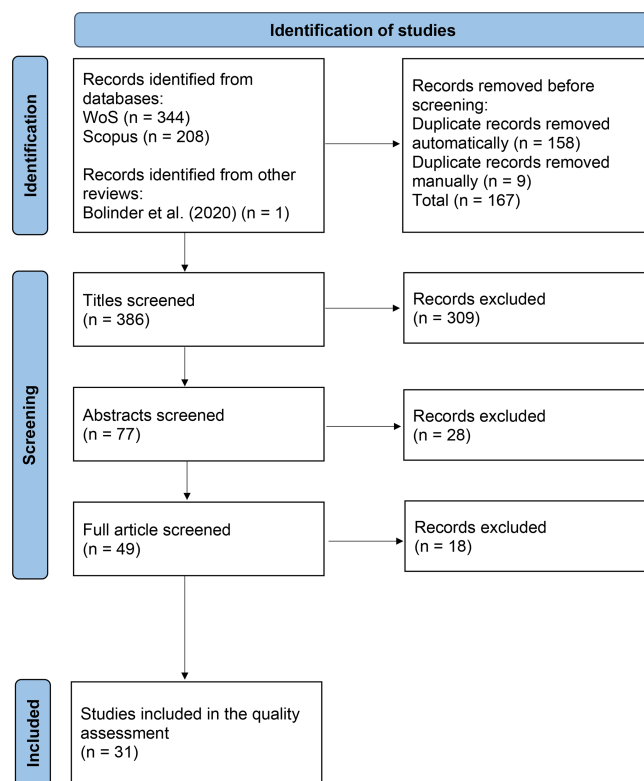 Identification of studies
Identification
Records identified from
databases:
WoS (n = 344)
Scopus (n = 208)
Records identified from other
reviews:
Bolinder et al. (2020) (n = 1)
Records removed before
screening:
Duplicate records removed
automatically (n = 158)
Duplicate records removed
manually (n = 9)
Total (n = 167)
Screening
Titles screened
(n = 386)
Records excluded
(n = 309)
Abstracts screened
(n = 77)
Records excluded
(n = 28)
Full article screened
(n = 49)
Records excluded
(n = 18)
Included
Studies included in the quality
assessment
(n = 31)